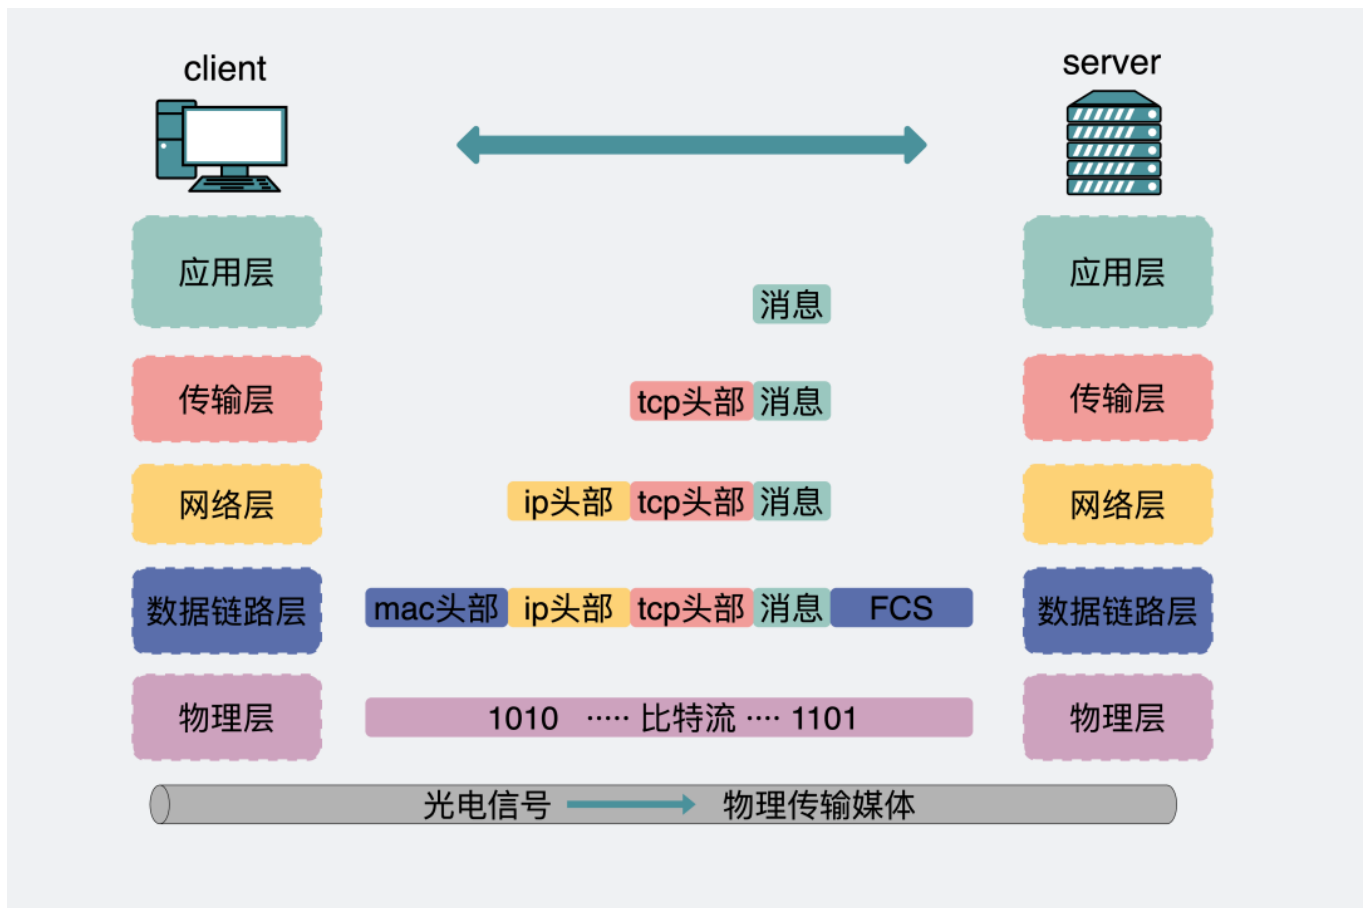 client
server
应用层
消息
应用层
传输层
tcp头部 消息
传输层
网络层
ip头部 tcp头部 消息
网络层
数据链路层
mac头部 ip头部 tcp头部 消息 FCS
数据链路层
物理层
1010 ····· 比特流 ···· 1101
物理层
光电信号 物理传输媒体